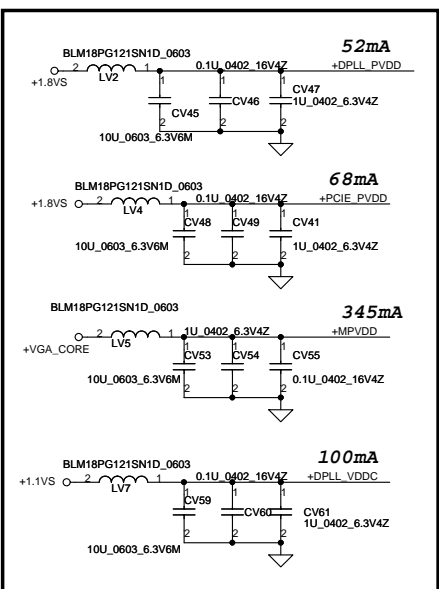 52mA
BLM18PG121SN1D_0603
0.1U_0402_16V4Z
+DPLL_PVDD
2 1
+1.8VS
LV2
1 1 1
CV47
CV45
CV46
1U_0402_6.3V4Z
2 2 2
10U_0603_6.3V6M
68mA
BLM18PG121SN1D_0603
0.1U_0402_16V4Z
+PCIE_PVDD
+1.8VS
2 1
LV4
1 1 1
CV48
CV49
CV41
10U_0603_6.3V6M
1U_0402_6.3V4Z
2 2 2
345mA
BLM18PG121SN1D_0603
1U_0402_6.3V4Z
+MPVDD
2 1
+VGA_CORE
LV5
1 1 1
CV53
CV54
CV55
10U_0603_6.3V6M
0.1U_0402_16V4Z
2 2 2
100mA
BLM18PG121SN1D_0603
0.1U_0402_16V4Z
+DPLL_VDDC
+1.1VS
2 1
LV7
1 1 1
CV59
CV60
CV61
1U_0402_6.3V4Z
2 2 2
10U_0603_6.3V6M